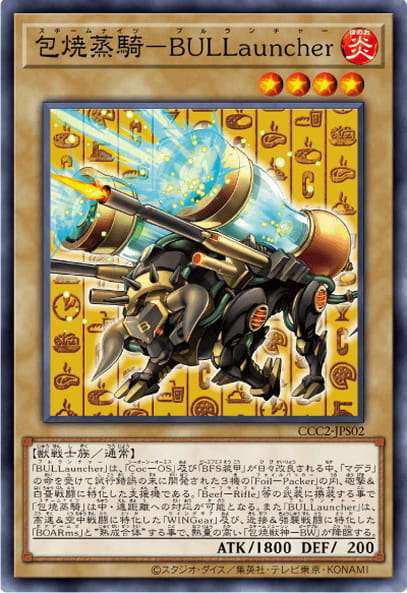 スチームナイツ ブルランチャー
包焼蒸騎－BULLauncher
ほのお
炎
B
CCC2-JPS02
【獣戦士族／通常】
「BULLauncher」は、「Coc－OS」及び「BFS装甲」が日々改良される中、「マデラ」
の命を受けて試行錯誤の末に開発された3機の「Foil－Packer」の内、砲撃＆
白兵戦闘に特化した支援機である。「Beef－Rifle」等の武装に換装する事で
「包焼蒸騎」は中・遠距離への対応が可能となる。また「BULLauncher」は、
高速＆空中戦闘に特化した「WINGear」及び、近接＆強襲戦闘に特化した
「BOARms」と“熟成合体”する事で、熱量の高い「包焼獣神－BW」が降臨する。
ATK/1800 DEF/ 200
©スタジオ・ダイス／集英社・テレビ東京・KONAMI